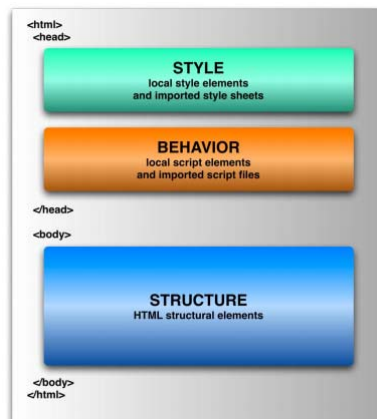 <html>
<head>
STYLE
local style elements
and imported style sheets
BEHAVIOR
local script elements
and imported script files
</head>
<body>
STRUCTURE
HTML structural elements
</body>
</html>